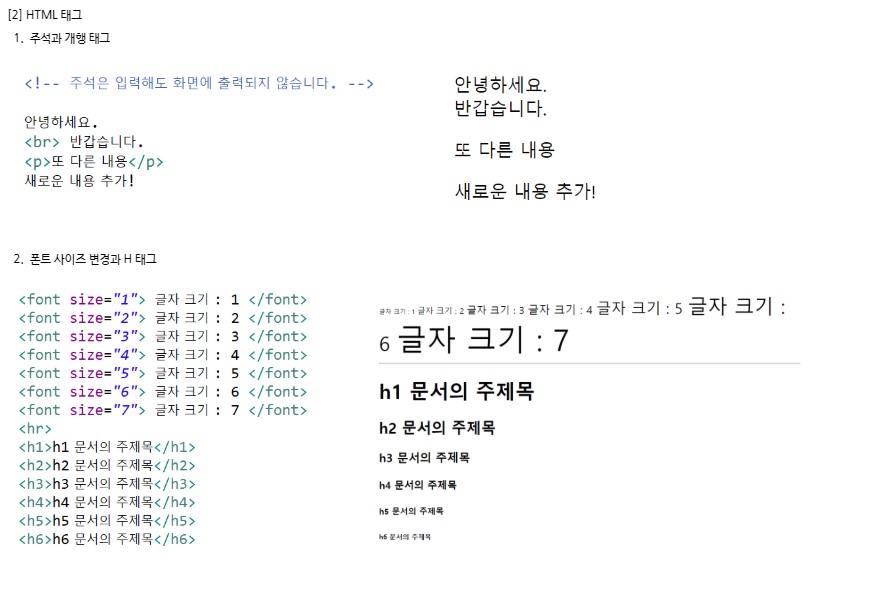 [2] HTML 태그
1. 주석과 개행 태그
<!-- 주석은 입력해도 화면에 출력되지 않습니다. -->
안녕하세요.
<br> 반갑습니다.
<p>또 다른 내용</p>
새로운 내용 추가!
안녕하세요.
반갑습니다.
또 다른 내용
새로운 내용 추가!
2. 폰트 사이즈 변경과 H 태그
<font size="1"> 글자 크기 : 1 </font>
<font size="2"> 글자 크기 : 2 </font>
<font size="3"> 글자 크기 : 3 </font>
<font size="4"> 글자 크기 : 4 </font>
<font size="5"> 글자 크기 : 5 </font>
<font size="6"> 글자 크기 : 6 </font>
<font size="7"> 글자 크기 : 7 </font>
<hr>
<h1>h1 문서의 주제목</h1>
<h2>h2 문서의 주제목</h2>
<h3>h3 문서의 주제목</h3>
<h4>h4 문서의 주제목</h4>
<h5>h5 문서의 주제목</h5>
<h6>h6 문서의 주제목</h6>
글자 크기 : 1 글자 크기 : 2 글자 크기 : 3 글자 크기 : 4 글자 크기 : 5 글자 크기 :
6 글자 크기 : 7
h1 문서의 주제목
h2 문서의 주제목
h3 문서의 주제목
h4 문서의 주제목
h5 문서의 주제목
h6 문서의 주제목